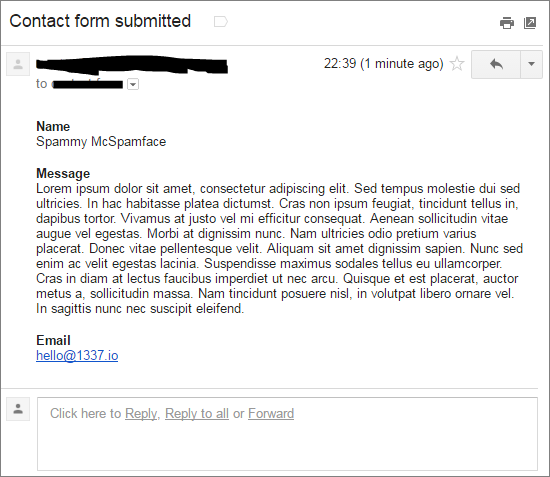 Contact form submitted
22:39 (1 minute ago)
to
Name
Spammy McSpamface
Message
Lorem ipsum dolor sit amet, consectetur adipiscing elit. Sed tempus molestie dui sed
ultricies. In hac habitasse platea dictumst. Cras non ipsum feugiat, tincidunt tellus in,
dapibus tortor. Vivamus at justo vel mi efficitur consequat. Aenean sollicitudin vitae
augue vel egestas. Morbi at dignissim nunc. Nam ultricies odio pretium varius
placerat. Donec vitae pellentesque velit. Aliquam sit amet dignissim sapien. Nunc sed
enim ac velit egestas lacinia. Suspendisse maximus sodales tellus eu ullamcorper.
Cras in diam at lectus faucibus imperdiet ut nec arcu. Quisque et est placerat, auctor
metus a, sollicitudin massa. Nam tincidunt posuere nisl, in volutpat libero ornare vel.
In sagittis nunc nec suscipit eleifend.
Email
hello@1337.io
Click here to Reply, Reply to all or Forward